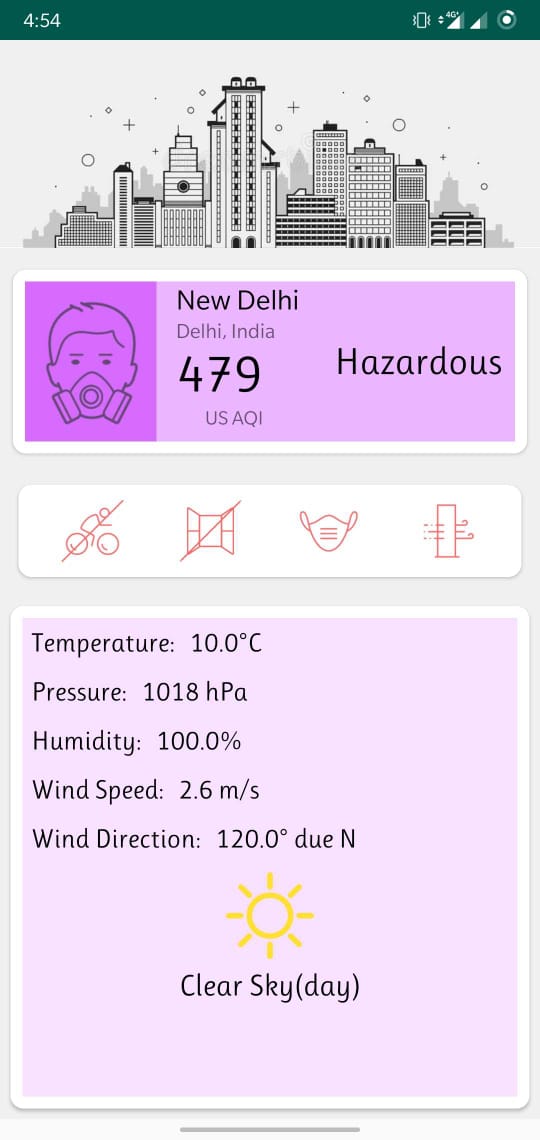 4:54
4G+
New Delhi
Delhi, India
479
Hazardous
US AQI
Temperature: 10.0°C
Pressure: 1018 hPa
Humidity: 100.0%
Wind Speed: 2.6 m/s
Wind Direction: 120.0° due N
Clear Sky(day)